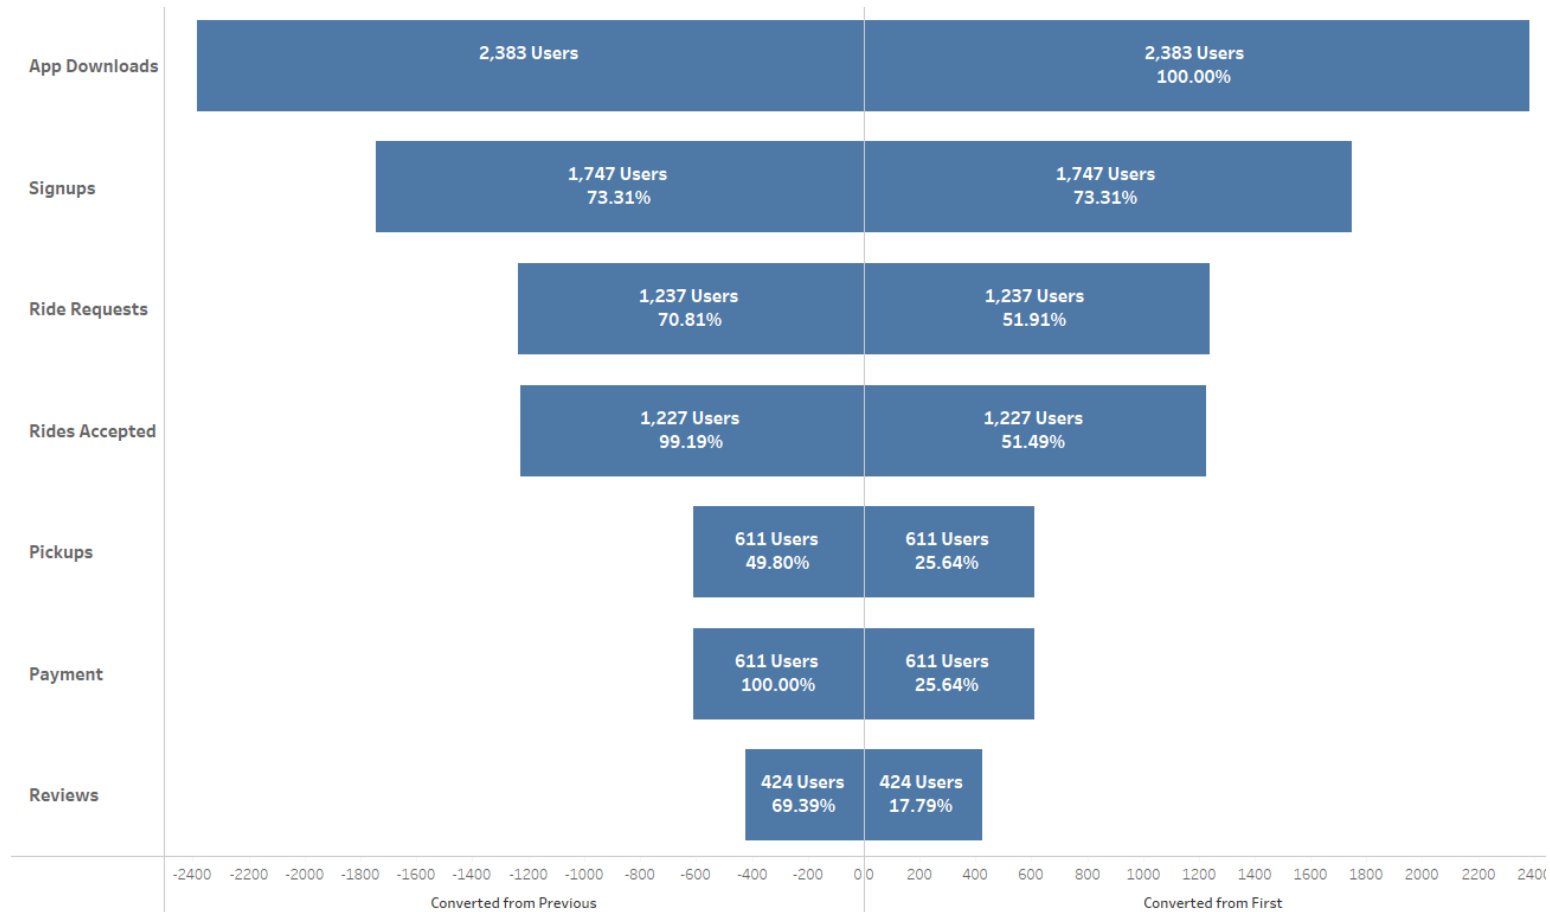 App Downloads
2,383 Users
2,383 Users
100.00%
Signups
1,747 Users
73.31%
1,747 Users
73.31%
Ride Requests
1,237 Users
70.81%
1,237 Users
51.91%
Rides Accepted
1,227 Users
99.19%
1,227 Users
51.49%
Pickups
611 Users
49.80%
611 Users
25.64%
Payment
611 Users
100.00%
611 Users
25.64%
Reviews
424 Users
69.39%
424 Users
17.79%
-2400 -2200 -2000 -1800 -1600 -1400 -1200 -1000 -800 -600 -400 -200 0 0 200 400 600 800 1000 1200 1400 1600 1800 2000 2200 2400
Converted from Previous
Converted from First